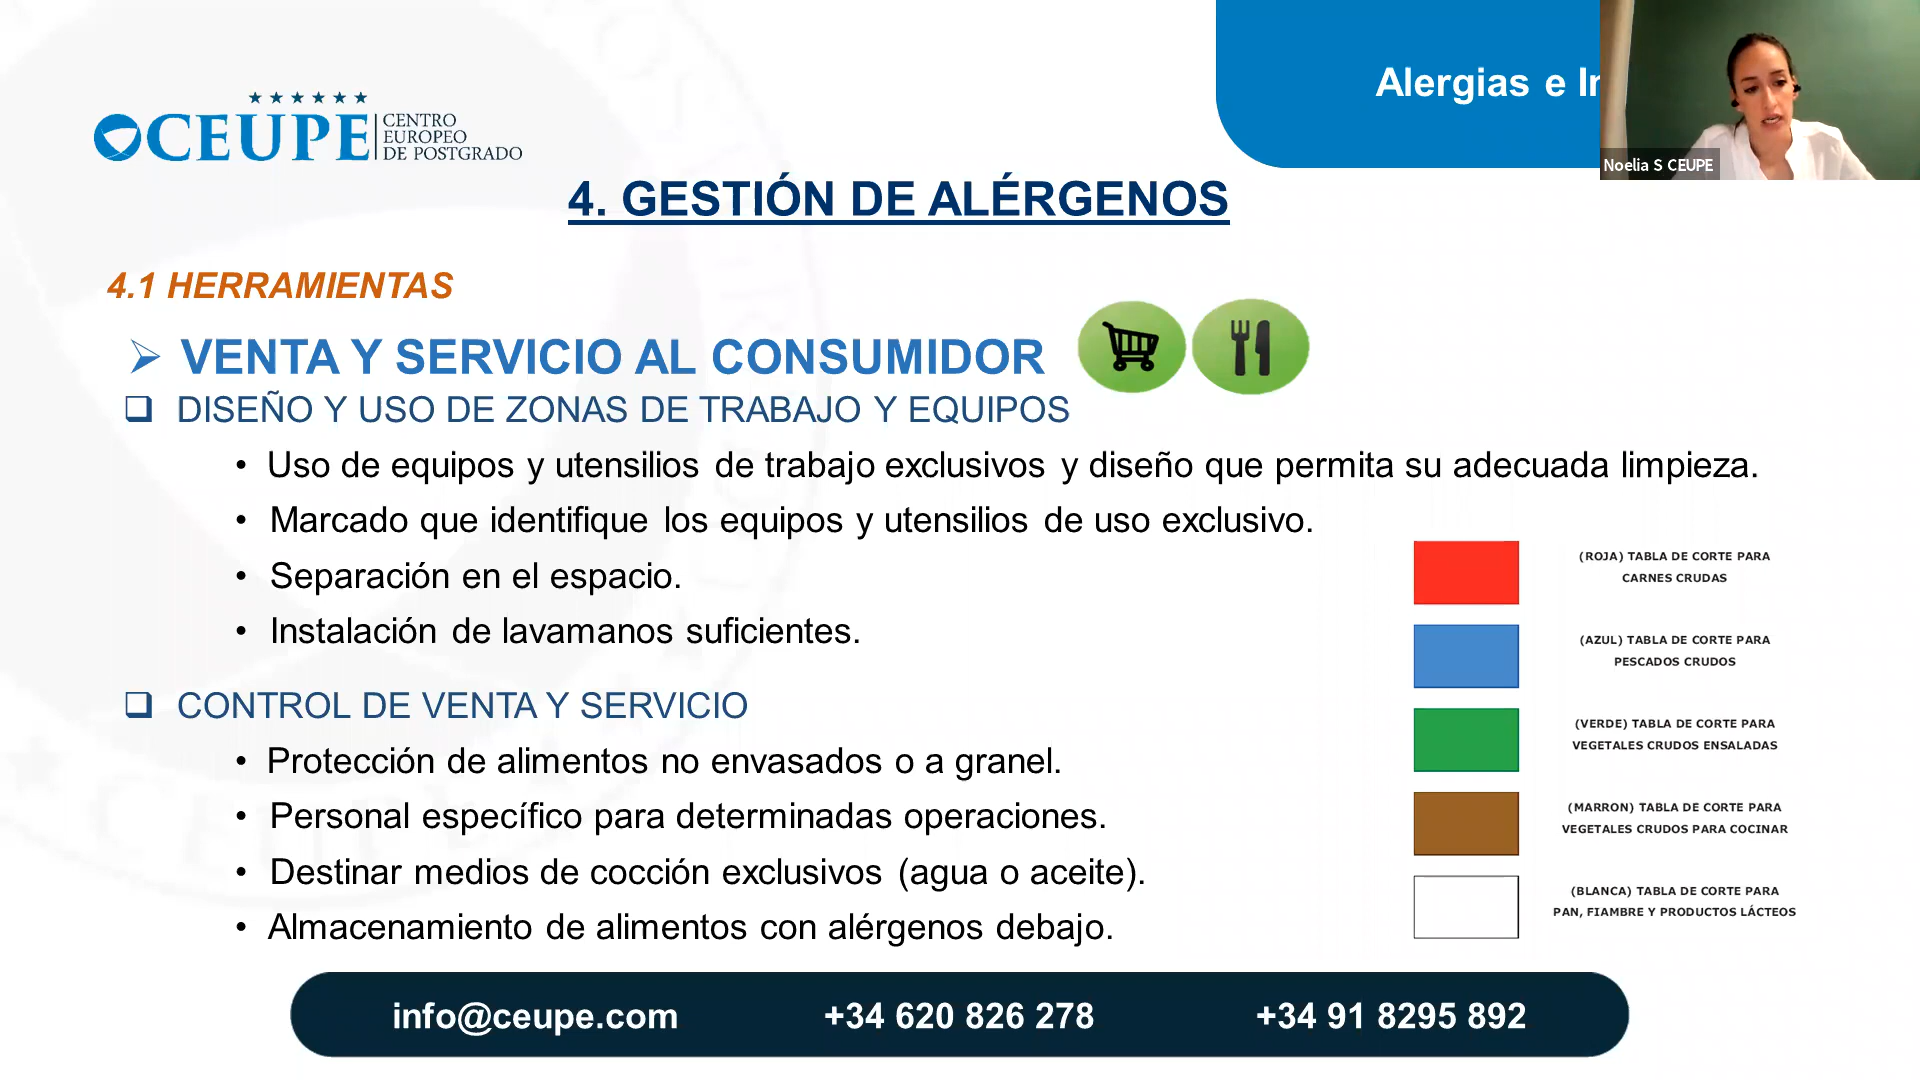 Alergias e In
Noelia S CEUPE
CEUPE
CENTRO
EUROPEO
DE POSTGRADO
4. GESTIÓN DE ALÉRGENOS
4.1 HERRAMIENTAS
VENTA Y SERVICIO AL CONSUMIDOR
DISEÑO Y USO DE ZONAS DE TRABAJO Y EQUIPOS
• Uso de equipos y utensilios de trabajo exclusivos y diseño que permita su adecuada limpieza.
• Marcado que identifique los equipos y utensilios de uso exclusivo.
• Separación en el espacio.
• Instalación de lavamanos suficientes.
CONTROL DE VENTA Y SERVICIO
• Protección de alimentos no envasados o a granel.
• Personal específico para determinadas operaciones.
• Destinar medios de cocción exclusivos (agua o aceite).
• Almacenamiento de alimentos con alérgenos debajo.
(ROJA) TABLA DE CORTE PARA
CARNES CRUDAS
(AZUL) TABLA DE CORTE PARA
PESCADOS CRUDOS
(VERDE) TABLA DE CORTE PARA
VEGETALES CRUDOS ENSALADAS
(MARRON) TABLA DE CORTE PARA
VEGETALES CRUDOS PARA COCINAR
(BLANCA) TABLA DE CORTE PARA
PAN, FIAMBRE Y PRODUCTOS LÁCTEOS
info@ceupe.com
+34 620 826 278
+34 91 8295 892